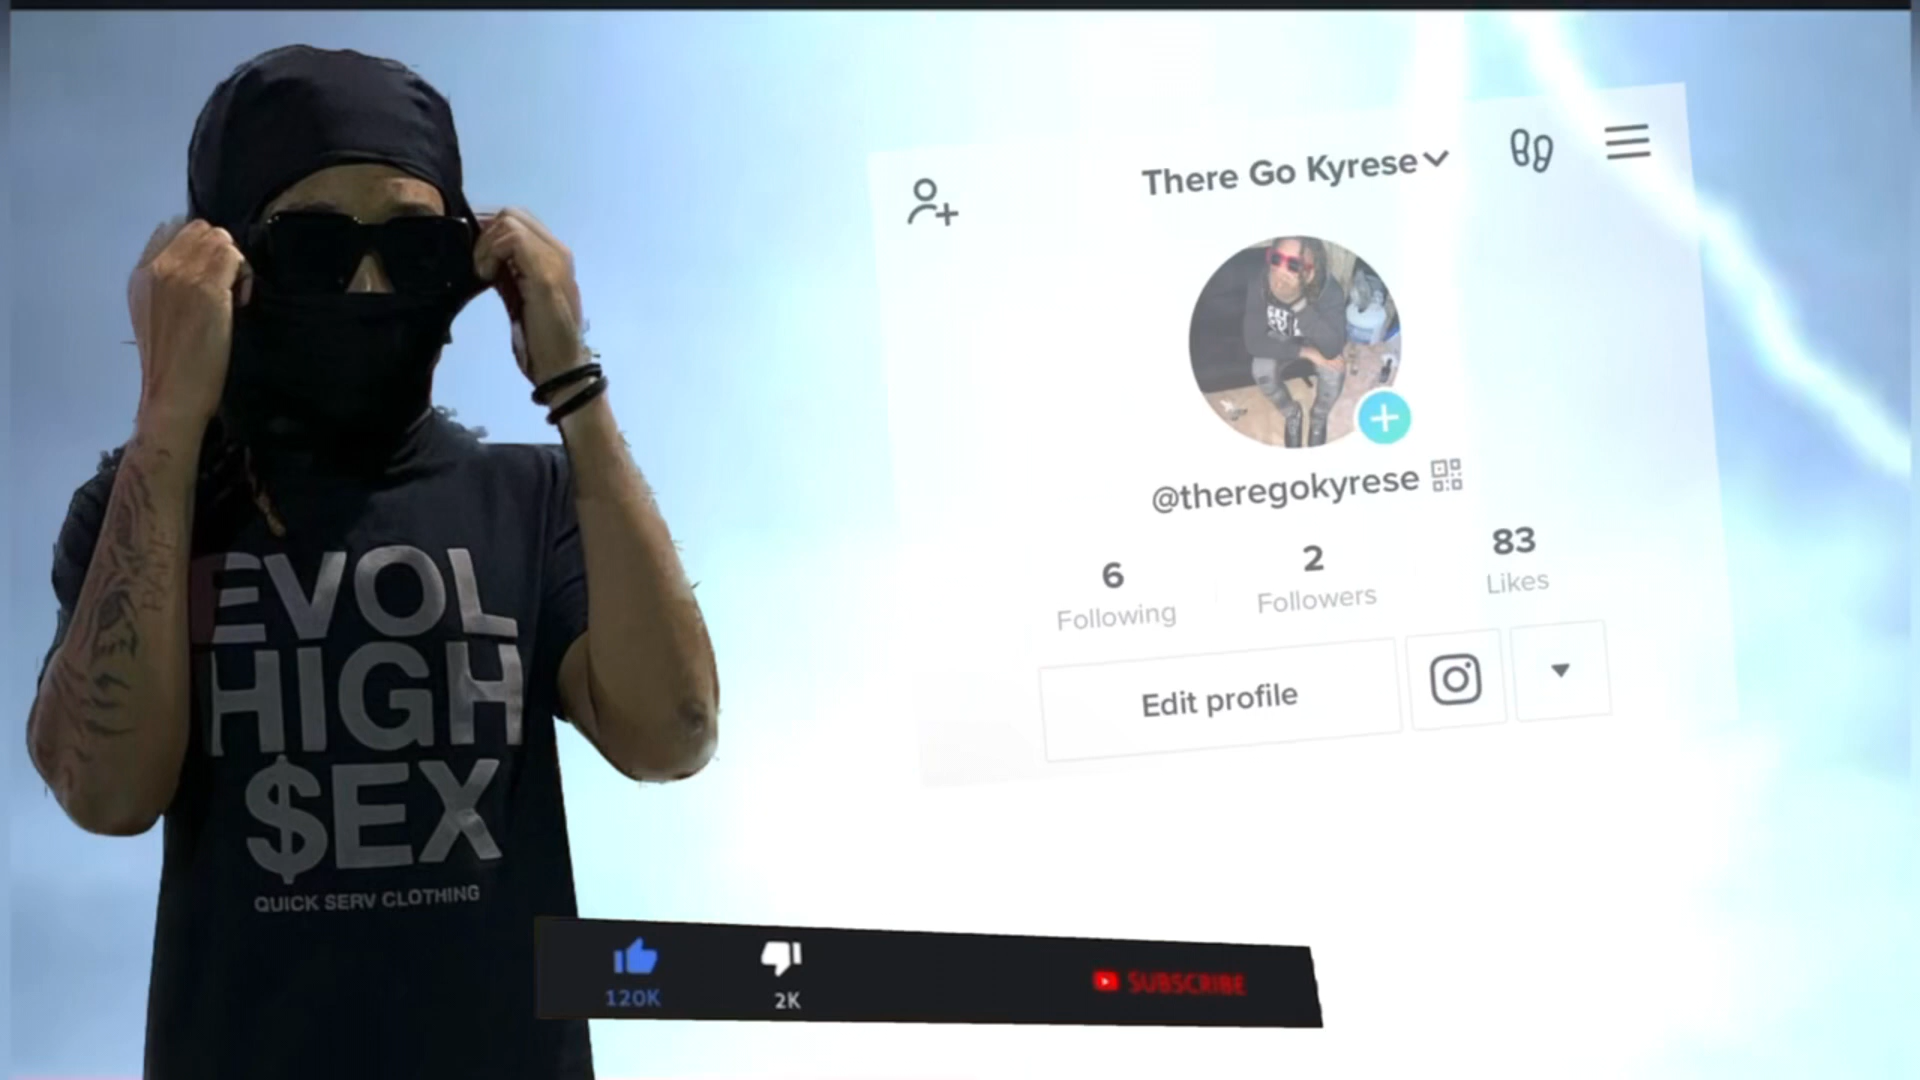 There Go Kyrese
@theregokyrese
6
Following
2
Followers
83
Likes
Edit profile
EVOL
HIGH
$EX
QUICK SERV CLOTHING
120K
2K
SUBSCRIBE